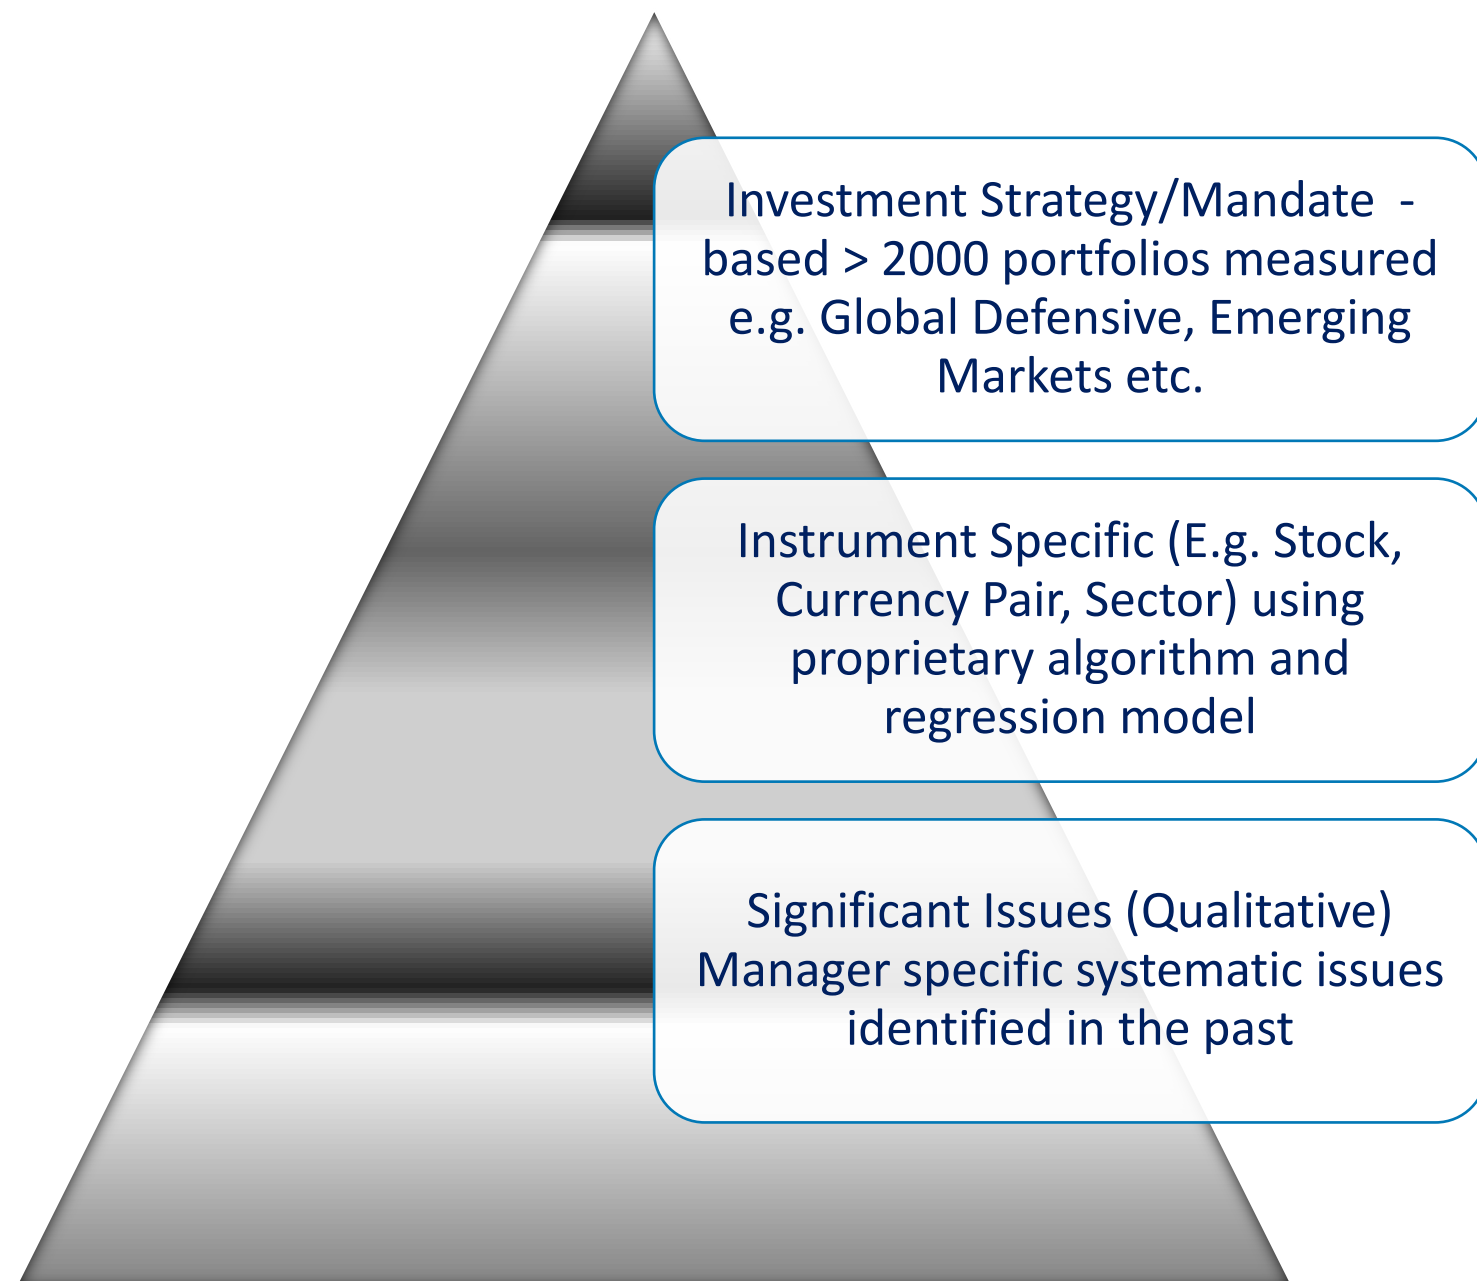 Investment Strategy/Mandate  -
based > 2000 portfolios measured
e.g. Global Defensive, Emerging
Markets etc.
Instrument Specific (E.g. Stock,
Currency Pair, Sector) using
proprietary algorithm and
regression model
Significant Issues (Qualitative)
Manager specific systematic issues
identified in the past